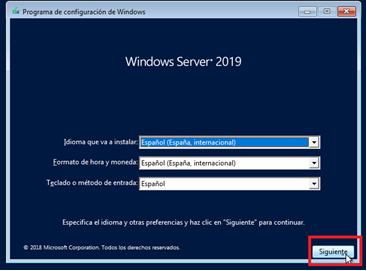 Programa de configuración de Windows
Windows Server® 2019
Idioma que va a instalar: Español (España, internacional)
Formato de hora y moneda: Español (España, internacional)
Teclado o método de entrada: Español
Especifica el idioma y otras preferencias y haz clic en "Siguiente" para continuar.
© 2018 Microsoft Corporation. Todos los derechos reservados.
Siguiente